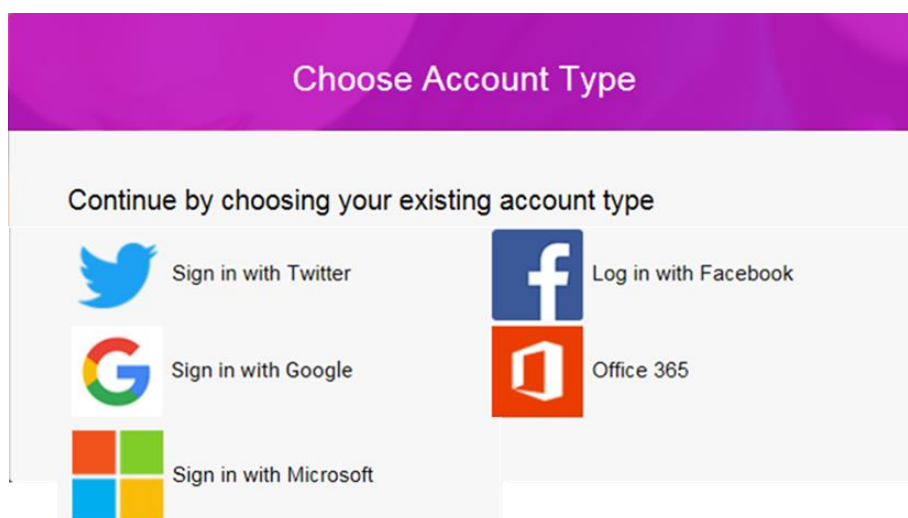 Choose Account Type
Continue by choosing your existing account type
Sign in with Twitter
Log in with Facebook
Sign in with Google
Office 365
Sign in with Microsoft